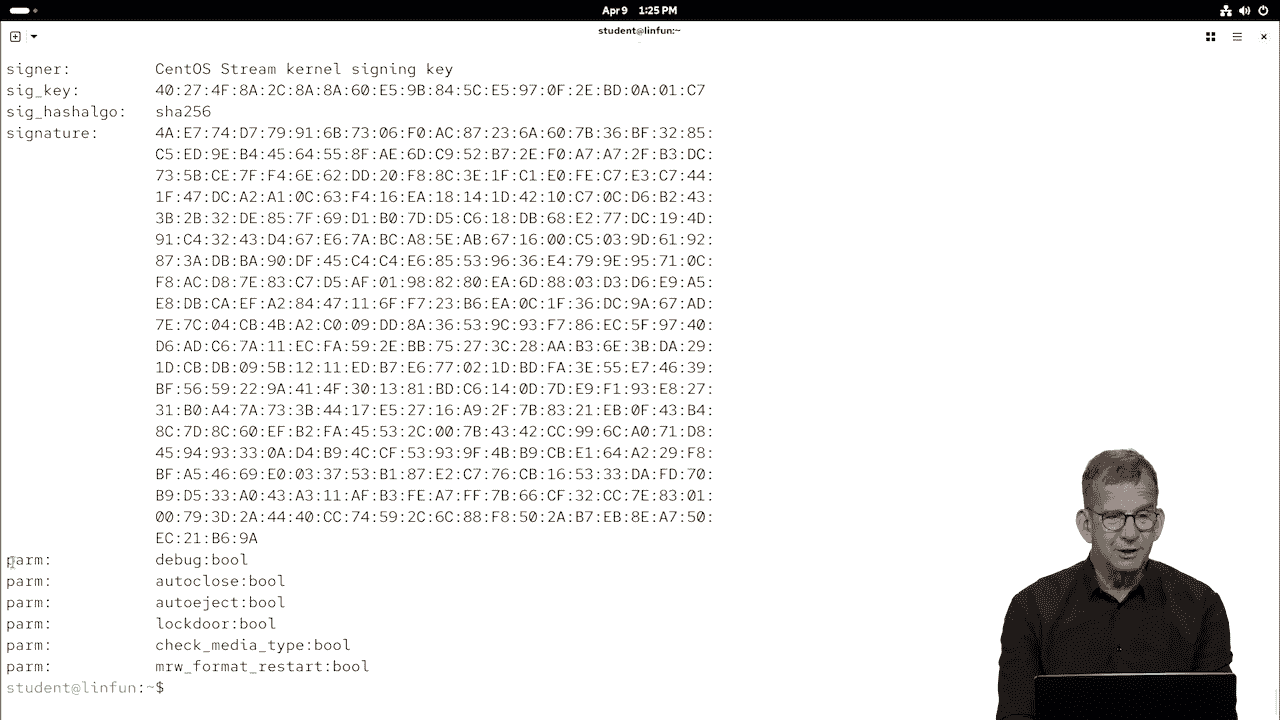 Apr 9 1:25 PM
student@linfun:~
signer: CentOS Stream kernel signing key
sig_key: 40:27:4F:8A:2C:8A:8A:60:E5:9B:84:5C:E5:97:0F:2E:BD:0A:01:C7
sig_hashalgo: sha256
signature: 4A:E7:74:D7:79:91:6B:73:06:F0:AC:87:23:6A:60:7B:36:BF:32:85:
C5:ED:9E:B4:45:64:55:8F:AE:6D:C9:52:B7:2E:F0:A7:A7:2F:B3:DC:
73:5B:CE:7F:F4:6E:62:DD:20:F8:8C:3E:1F:C1:E0:FE:C7:E3:C7:44:
1F:47:DC:A2:A1:0C:63:F4:16:EA:18:14:1D:42:10:C7:0C:D6:B2:43:
3B:2B:32:DE:85:7F:69:D1:B0:7D:D5:C6:18:DB:68:E2:77:DC:19:4D:
91:C4:32:43:D4:67:E6:7A:BC:A8:5E:AB:67:16:00:C5:03:9D:61:92:
87:3A:DB:BA:90:DF:45:C4:C4:E6:85:53:96:36:E4:79:9E:95:71:0C:
F8:AC:D8:7E:83:C7:D5:AF:01:98:82:80:EA:6D:88:03:D3:D6:E9:A5:
E8:DB:CA:EF:A2:84:47:11:6F:F7:23:B6:EA:0C:1F:36:DC:9A:67:AD:
7E:7C:04:CB:4B:A2:C0:09:DD:8A:36:53:9C:93:F7:86:EC:5F:97:40:
D6:AD:C6:7A:11:EC:FA:59:2E:BB:75:27:3C:28:AA:B3:6E:3B:DA:29:
1D:CB:DB:09:5B:12:11:ED:B7:E6:77:02:1D:BD:FA:3E:55:E7:46:39:
BF:56:59:22:9A:41:4F:30:13:81:BD:C6:14:0D:7D:E9:F1:93:E8:27:
31:B0:A4:7A:73:3B:44:17:E5:27:16:A9:2F:7B:83:21:EB:0F:43:B4:
8C:7D:8C:60:EF:B2:FA:45:53:2C:00:7B:43:42:CC:99:6C:A0:71:D8:
45:94:93:33:0A:D4:B9:4C:CF:53:93:9F:4B:B9:CB:E1:64:A2:29:F8:
BF:A5:46:69:E0:03:37:53:B1:87:E2:C7:76:CB:16:53:33:DA:FD:70:
B9:D5:33:A0:43:A3:11:AF:B3:FE:A7:FF:7B:66:CF:32:CC:7E:83:01:
00:79:3D:2A:44:40:CC:74:59:2C:6C:88:F8:50:2A:B7:EB:8E:A7:50:
EC:21:B6:9A
parm: debug:bool
parm: autoclose:bool
parm: autoeject:bool
parm: lockdoor:bool
parm: check_media_type:bool
parm: mrw_format_restart:bool
student@linfun:~$